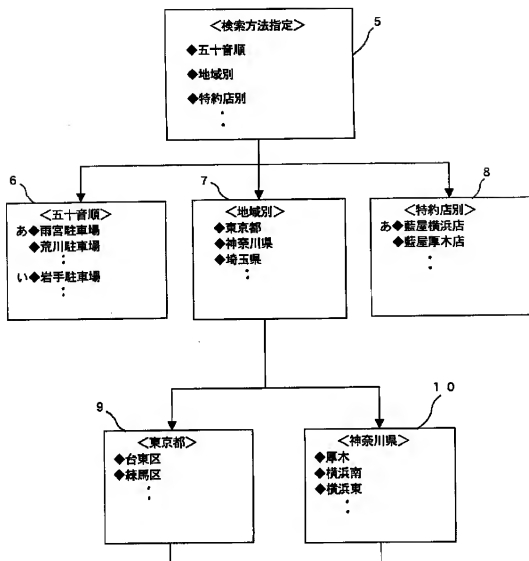 5
＜検索方法指定＞
◆五十音順
◆地域別
◆特約店別
6
7
8
＜五十音順＞
あ◆雨宮駐車場
◆荒川駐車場
い◆岩手駐車場
＜地域別＞
◆東京都
◆神奈川県
◆埼玉県
＜特約店別＞
あ◆藍屋横浜店
◆藍屋厚木店
9
10
＜東京都＞
◆台東区
◆練馬区
＜神奈川県＞
◆厚木
◆横浜南
◆横浜東